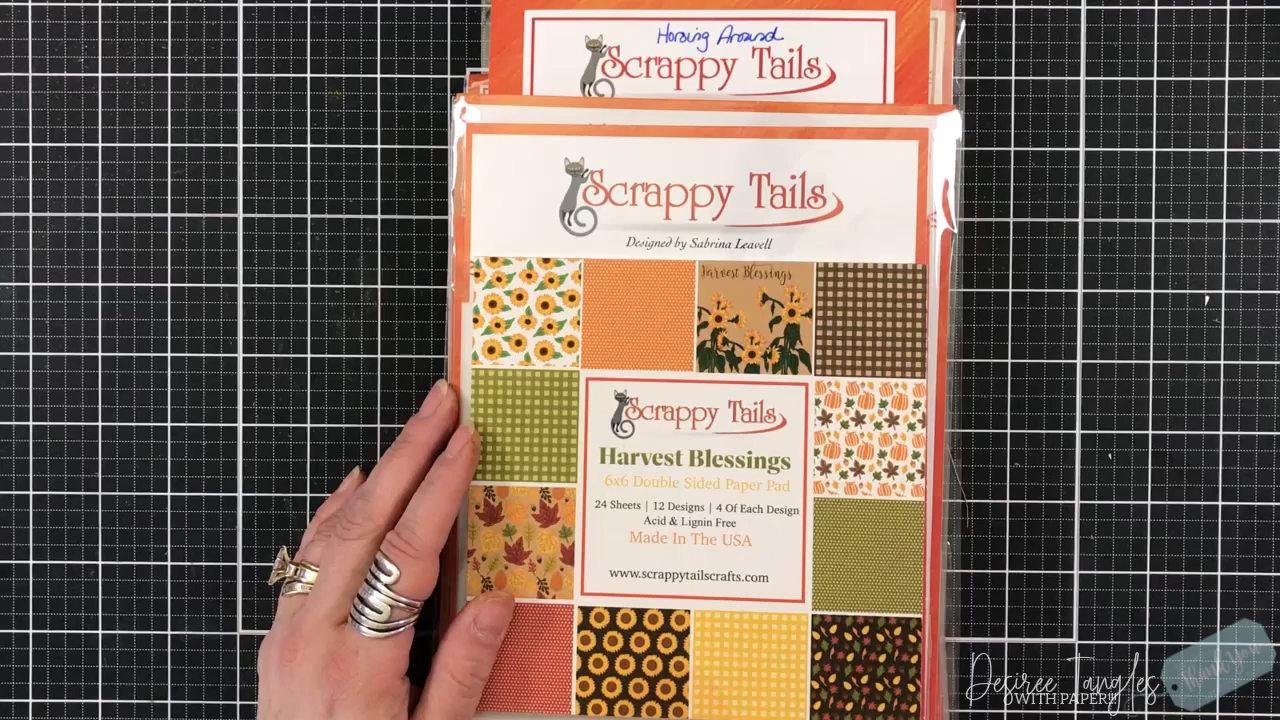 Horsing Around
Scrappy Tails
Scrappy Tails
Designed by Sabrina Leavell
Harvest Blessings
Scrappy Tails
Harvest Blessings
6x6 Double Sided Paper Pad
24 Sheets | 12 Designs | 4 Of Each Design
Acid & Lignin Free
Made In The USA
www.scrappytailscrafts.com
Desiree Tangles
WITH PAPER!!!